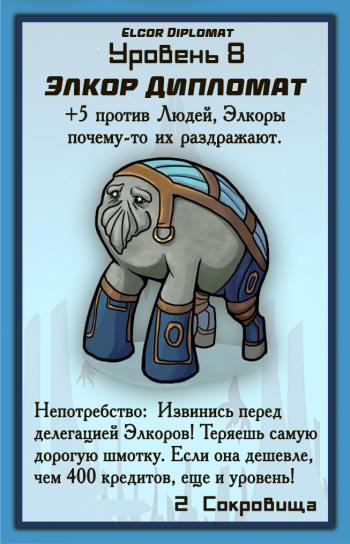 Elcor Diplomat
Уровень 8
Элкор Дипломат
+5 против Людей, Элкоры
почему-то их раздражают.
Непотребство: Извинись перед
делегацией Элкоров! Теряешь самую
дорогую шмотку. Если она дешевле,
чем 400 кредитов, еще и уровень!
2 Сокровища